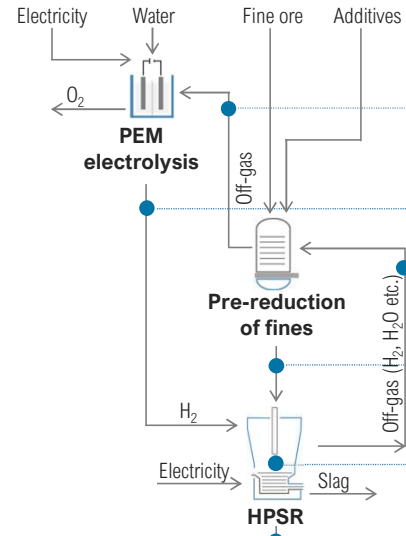 Electricity
Water
Fine ore
Additives
O₂
PEM
electrolysis
Off-gas
Pre-reduction
of fines
Off-gas (H₂, H₂O etc.)
H₂
Electricity
Slag
HPSR